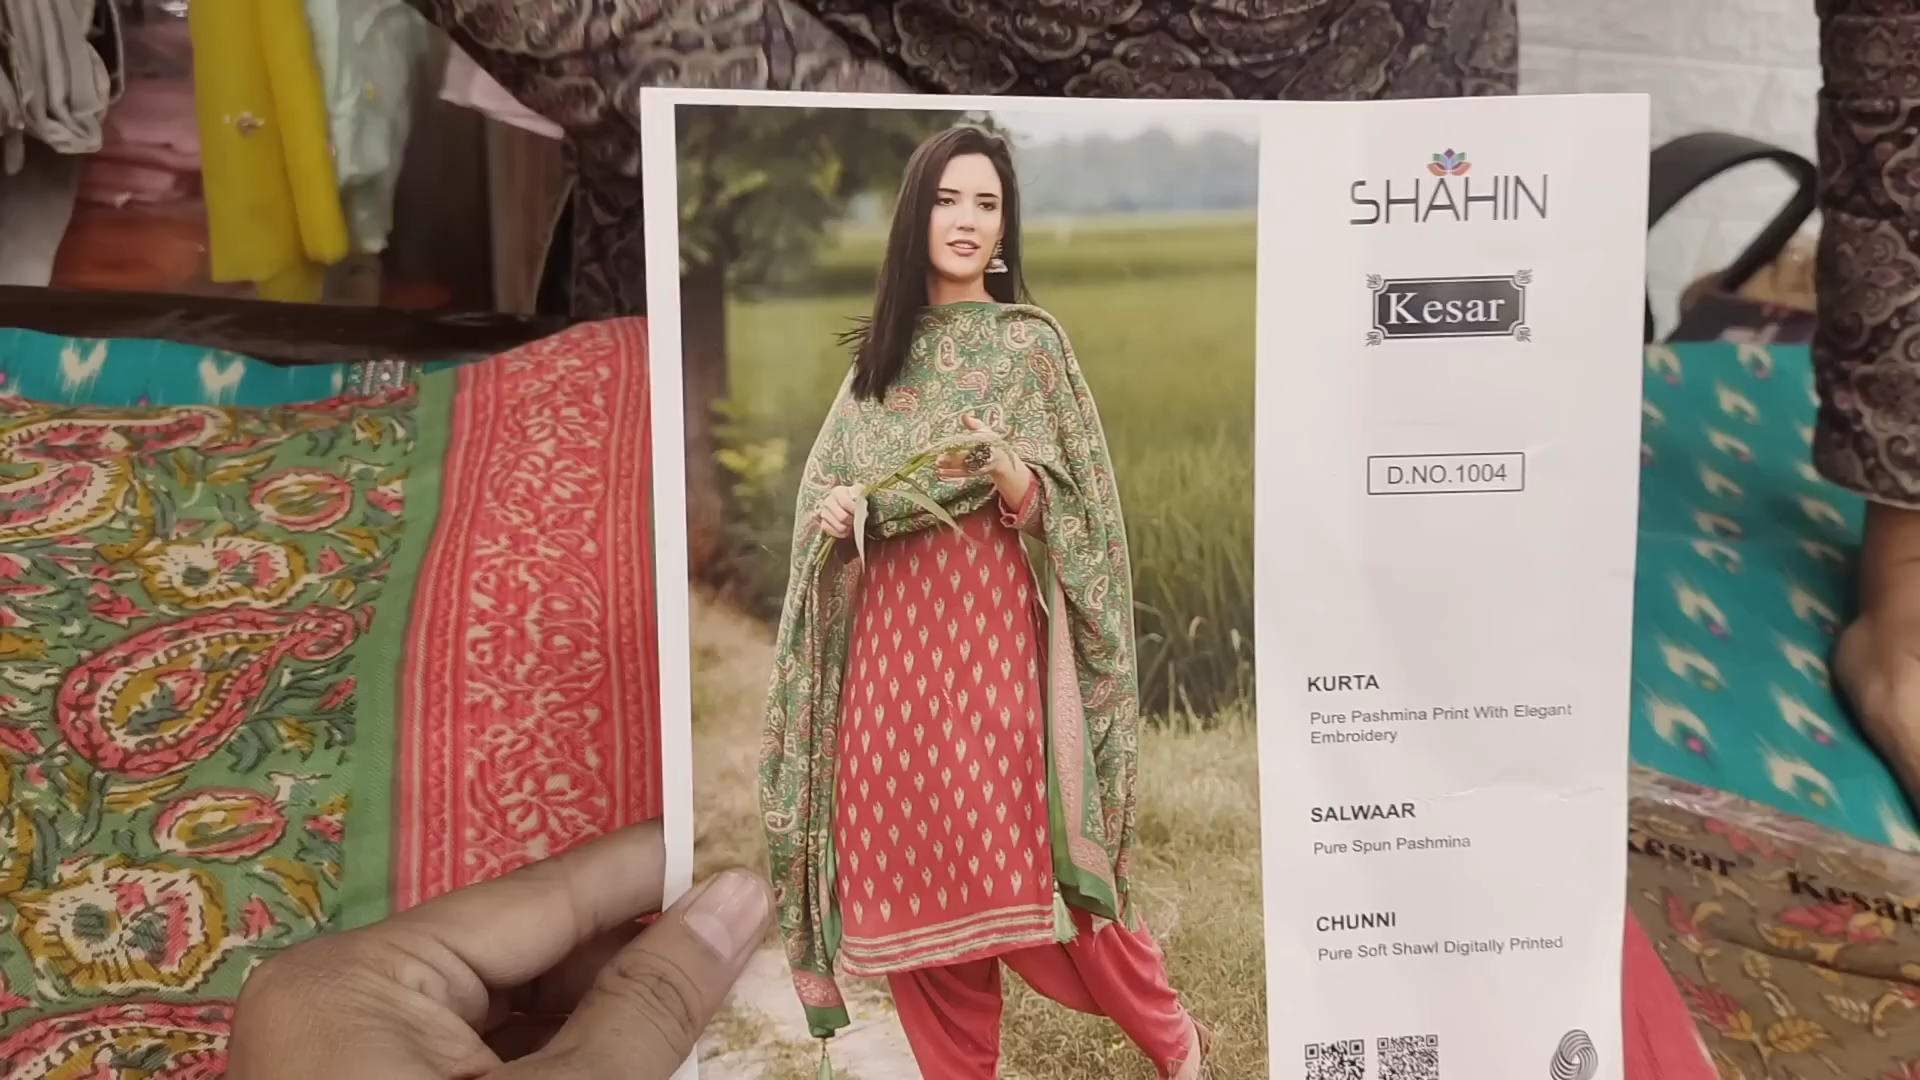 SHAHIN
Kesar
D.NO.1004
KURTA
Pure Pashmina Print With Elegant
Embroidery
SALWAAR
Pure Spun Pashmina
CHUNNI
Pure Soft Shawl Digitally Printed
Kesar Kesar